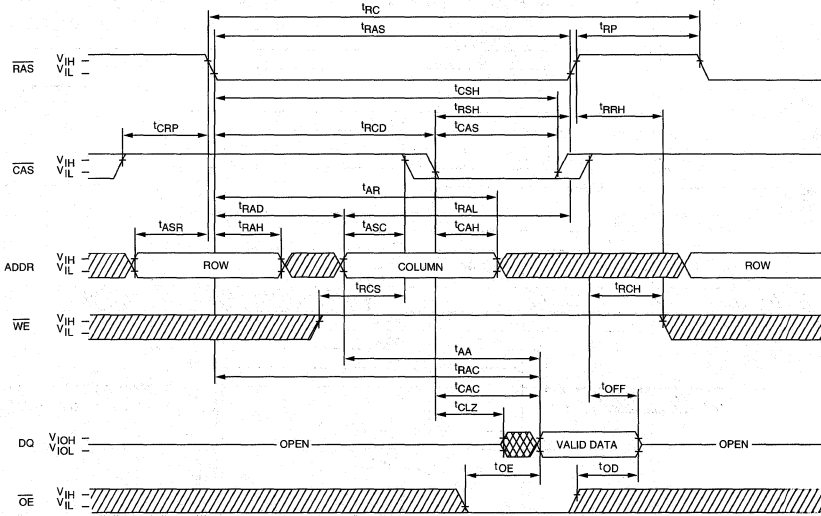 tRC
tRAS
tRP
RAS
VIH
VIL
tCSH
tRSH
tRRH
tCRP
tRCD
tCAS
CAS
VIH
VIL
tAR
tRAD
tRAL
tASR
tRAH
tASC
tCAH
ADDR
VIH
VIL
ROW
COLUMN
ROW
tRCS
tRCH
WE
VIH
VIL
tAA
tRAC
tCAC
tOFF
tCLZ
DQ
VIOH
VIOL
OPEN
VALID DATA
OPEN
tOE
tOD
OE
VIH
VIL